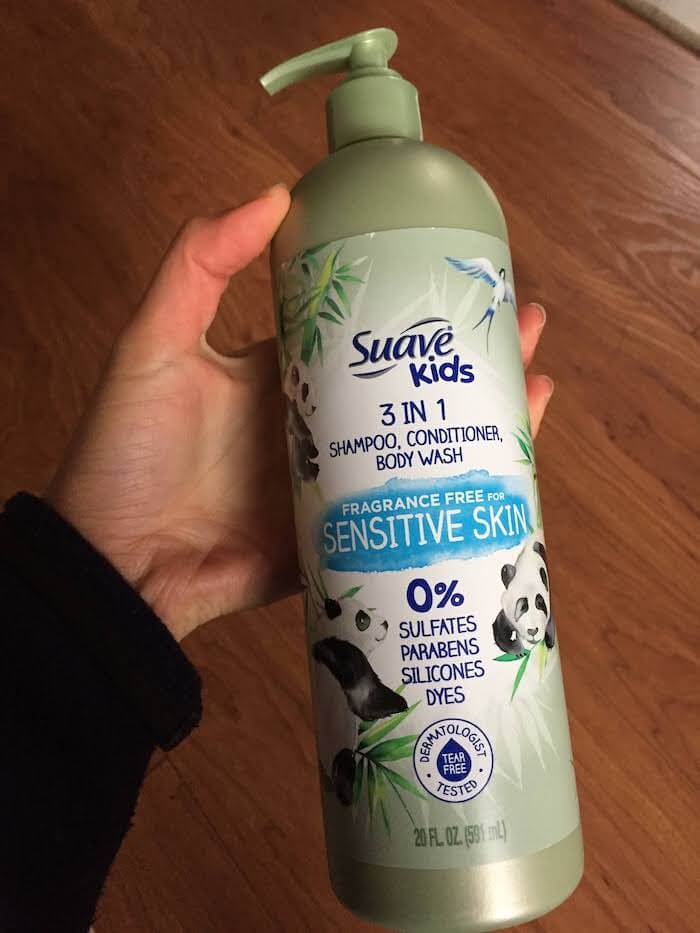 Suave®
Kids
3 IN 1
SHAMPOO, CONDITIONER,
BODY WASH
FRAGRANCE FREE FOR
SENSITIVE SKIN
0%
SULFATES
PARABENS
SILICONES
DYES
DERMATOLOGIST
TEAR
FREE
TESTED
20 FL. OZ. (591 mL)